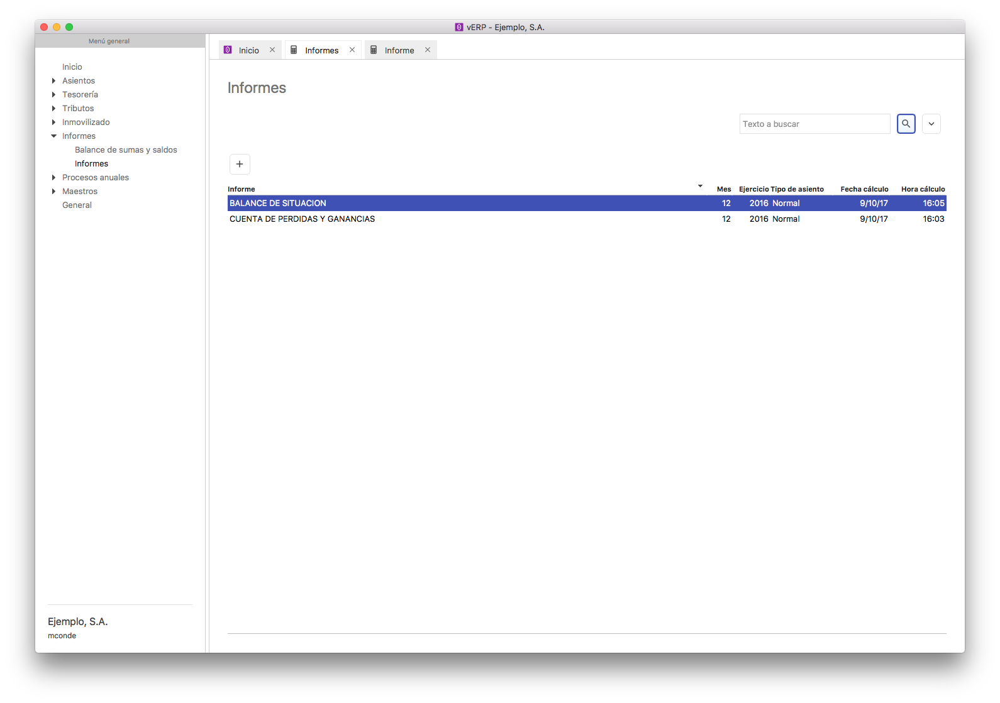 vERP - Ejemplo, S.A.
Menú general
Inicio
Asientos
Tesorería
Tributos
Inmovilizado
Informes
Balance de sumas y saldos
Informes
Procesos anuales
Maestros
General
Ejemplo, S.A.
mconde
Inicio Informes Informe
Informes
Texto a buscar
Informe Mes Ejercicio Tipo de asiento Fecha cálculo Hora cálculo
BALANCE DE SITUACION 12 2016 Normal 9/10/17 16:05
CUENTA DE PERDIDAS Y GANANCIAS 12 2016 Normal 9/10/17 16:03